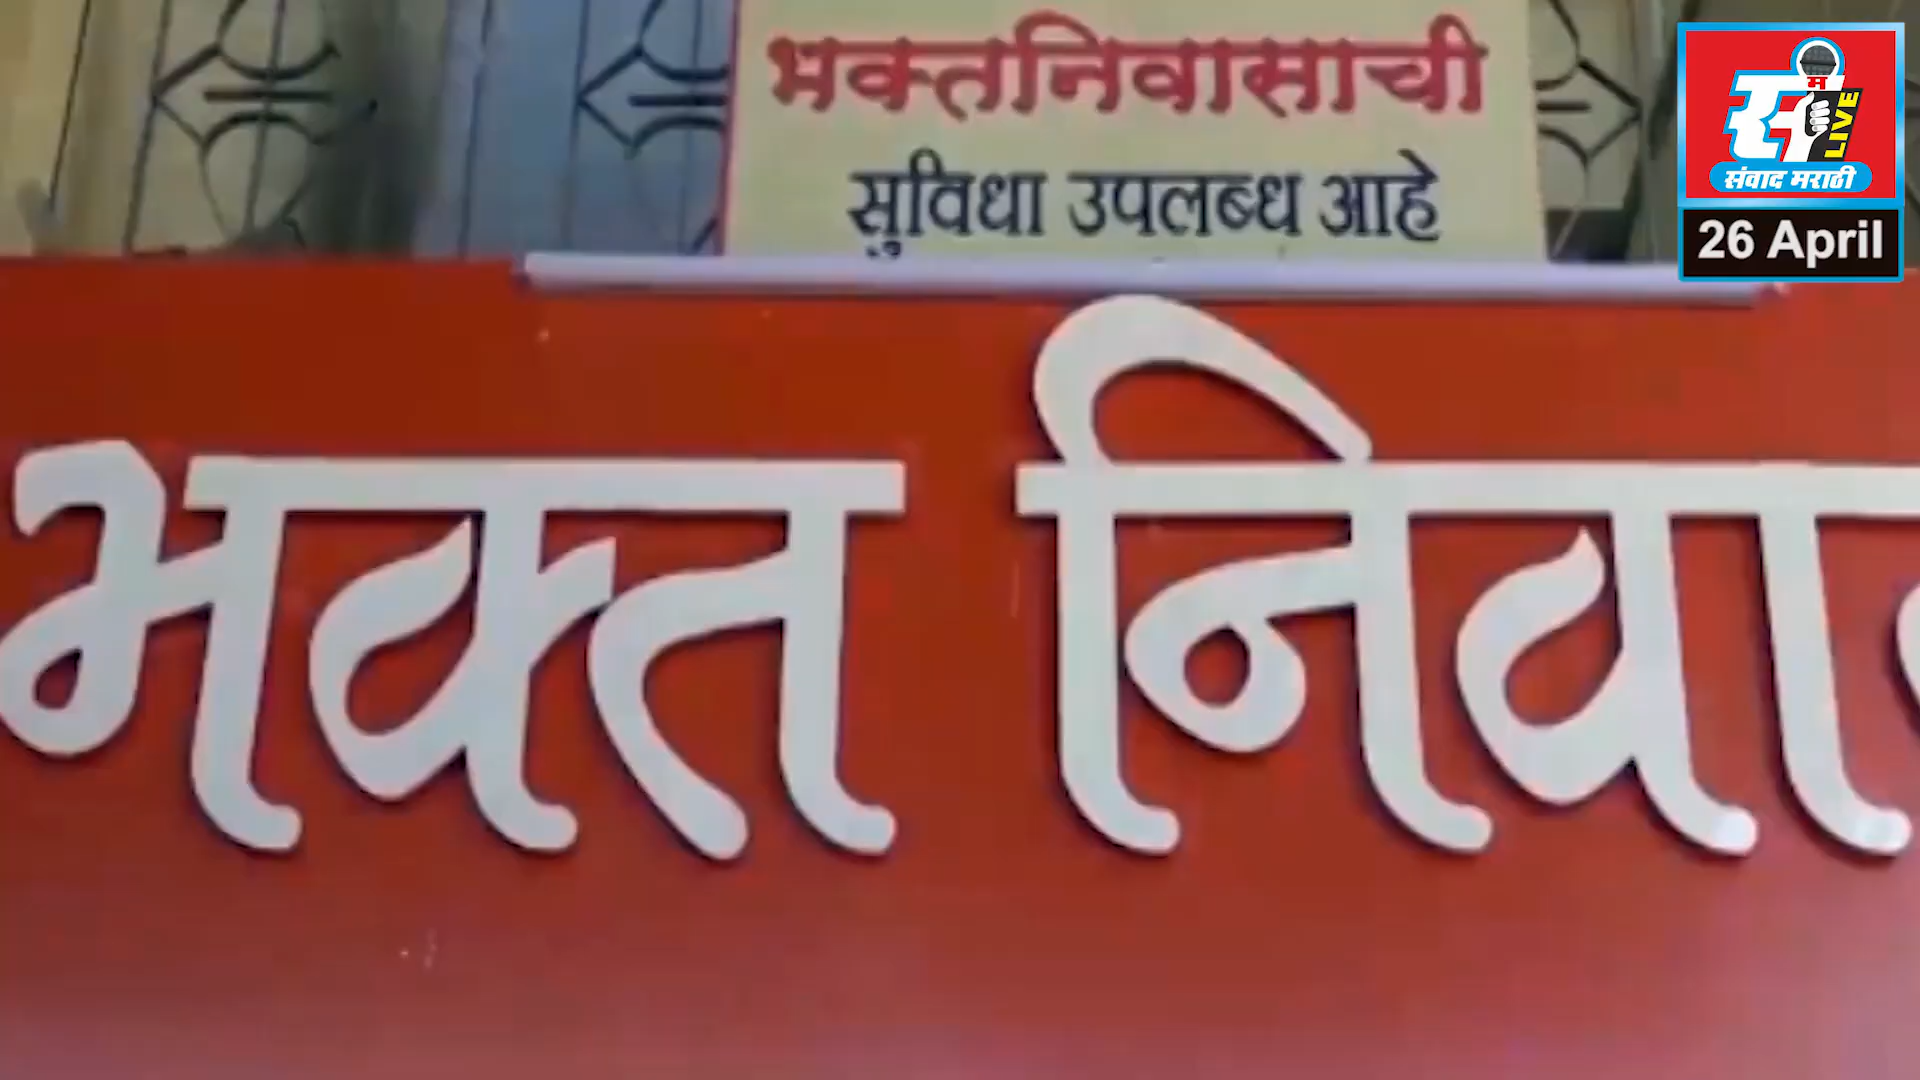 भक्तनिवासाची
सुविधा उपलब्ध आहे
भक्त निवा
म
LIVE
संवाद मराठी
26 April